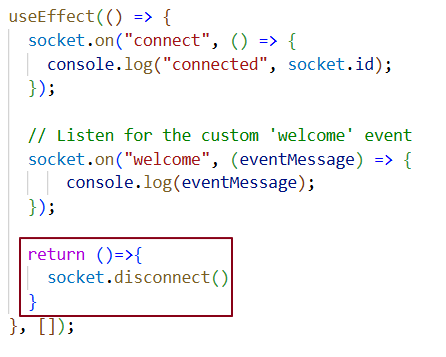 useEffect(() => {
  socket.on("connect", () => {
    console.log("connected", socket.id);
  });

  // Listen for the custom 'welcome' event
  socket.on("welcome", (eventMessage) => {
      console.log(eventMessage);
  });

  return ()=>{
    socket.disconnect()
  }
}, []);